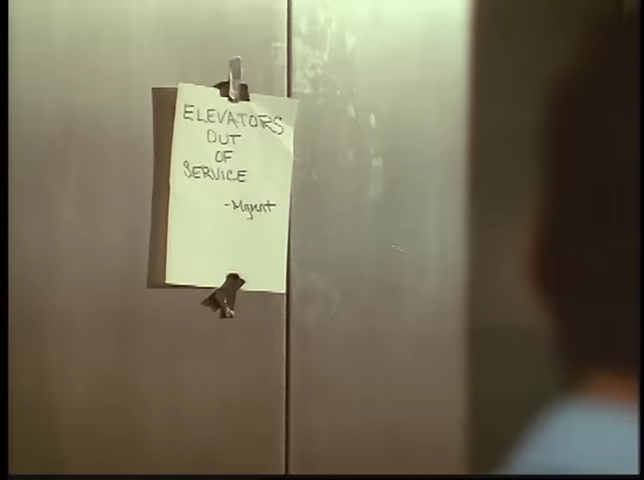 ELEVATORS
OUT
OF
SERVICE
-Mgmt